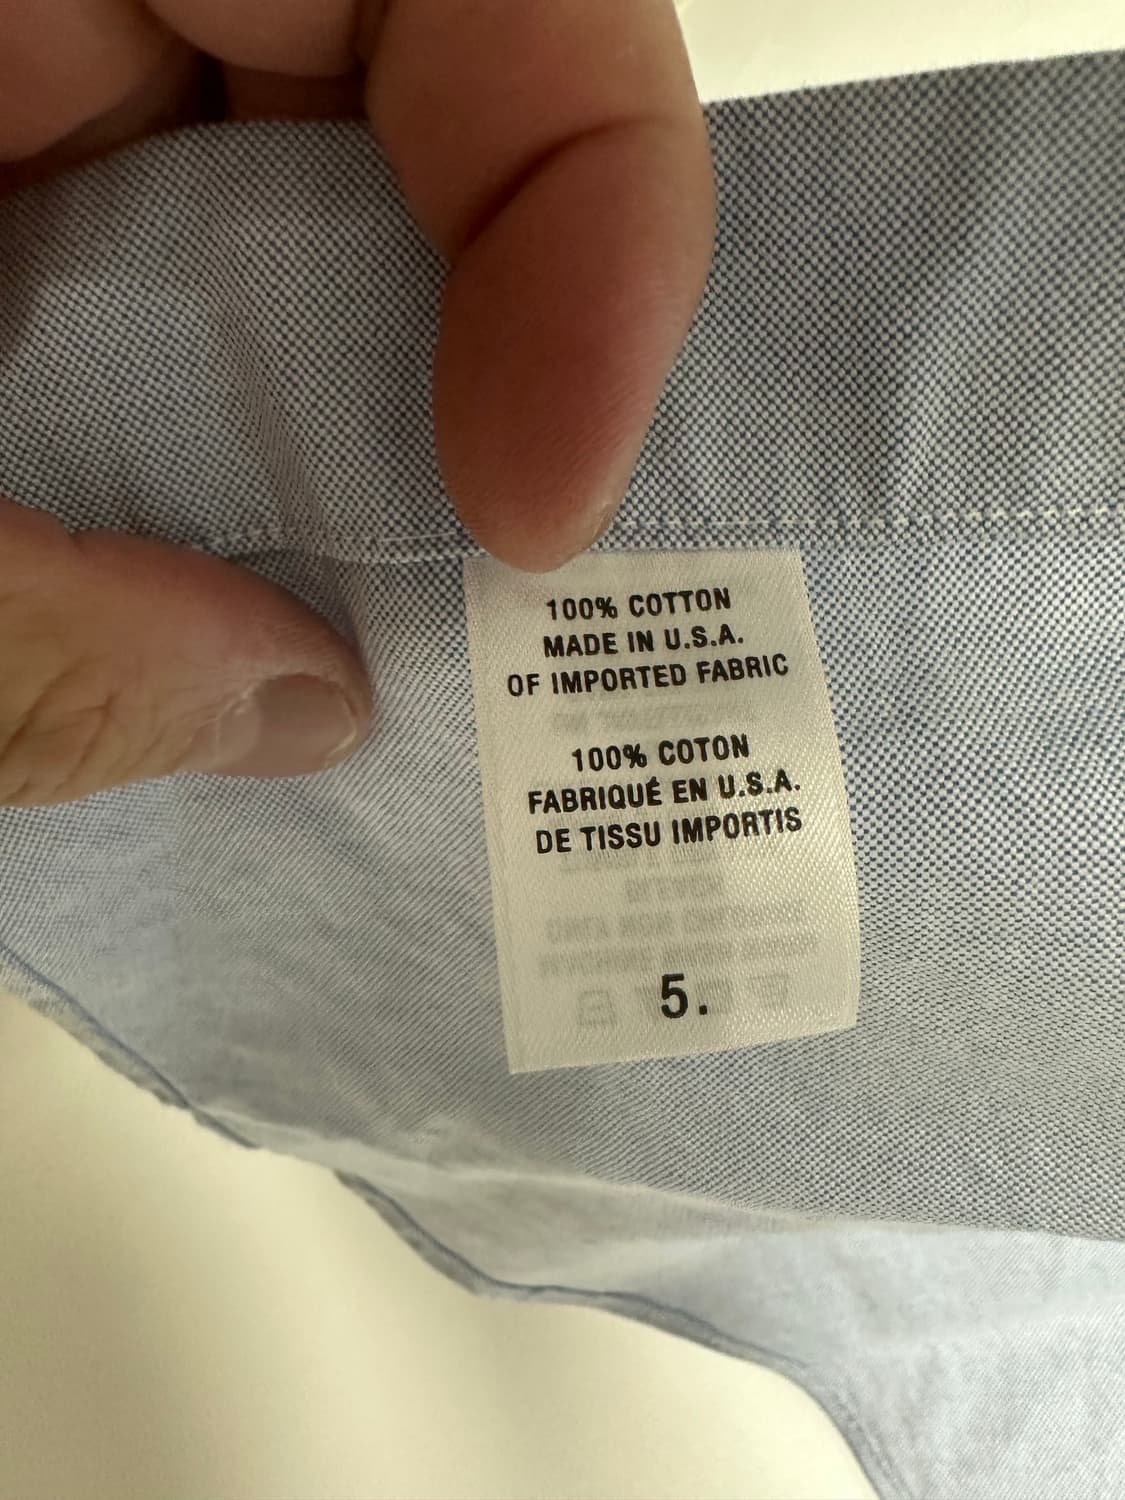 100% COTTON
MADE IN U.S.A.
OF IMPORTED FABRIC
100% COTON
FABRIQUÉ EN U.S.A.
DE TISSU IMPORTIS
5.